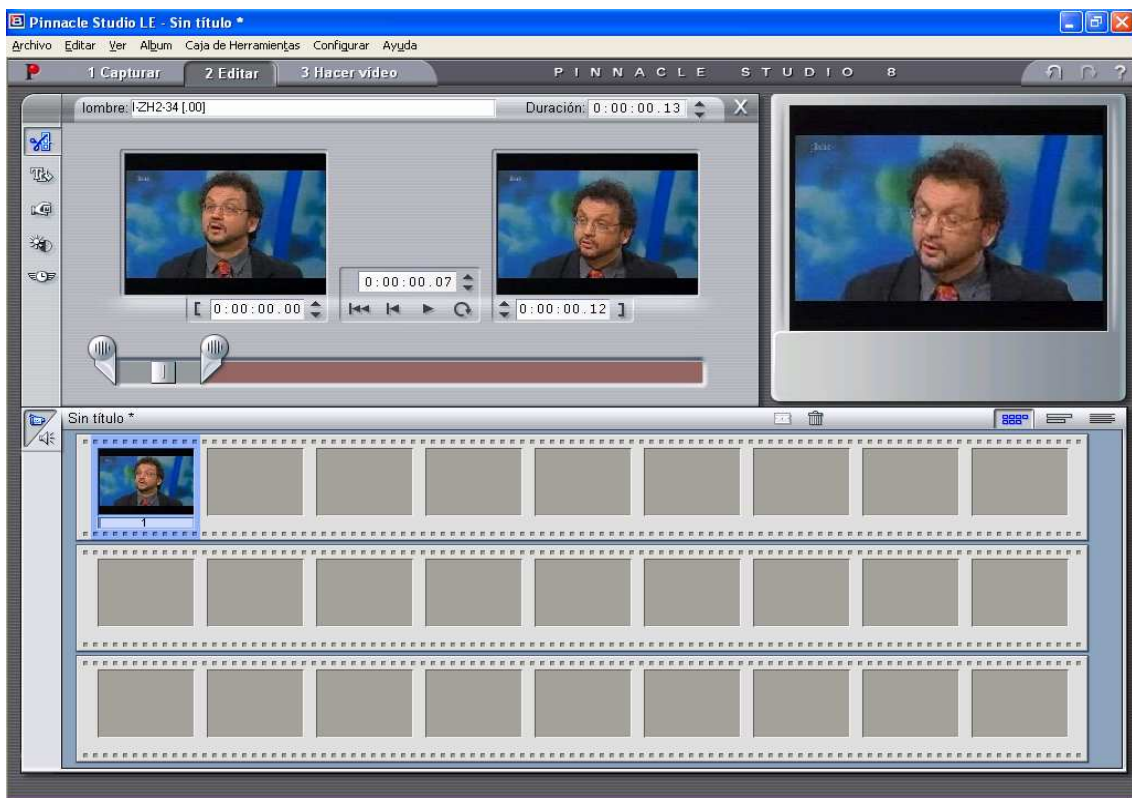 Pinnacle Studio LE - Sin título *
Archivo Editar Ver Album Caja de Herramientas Configurar Ayuda
1 Capturar 2 Editar 3 Hacer vídeo PINNACLE STUDIO 8 ?
lombre: I-ZH2-34 [.00] Duración: 0:00:00.13 X
0:00:00.07
[ 0:00:00.00 0:00:00.12 ]
Sin título *
1